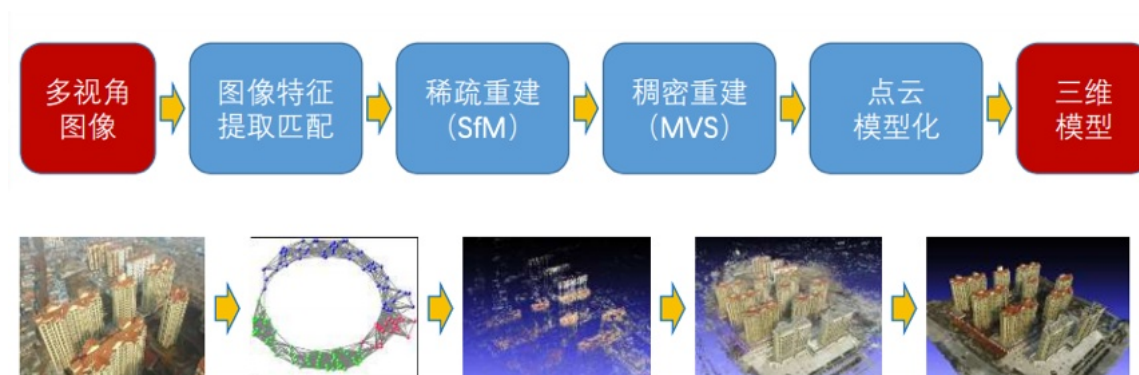 多视角
图像
图像特征
提取匹配
稀疏重建
（SfM）
稠密重建
（MVS）
点云
模型化
三维
模型